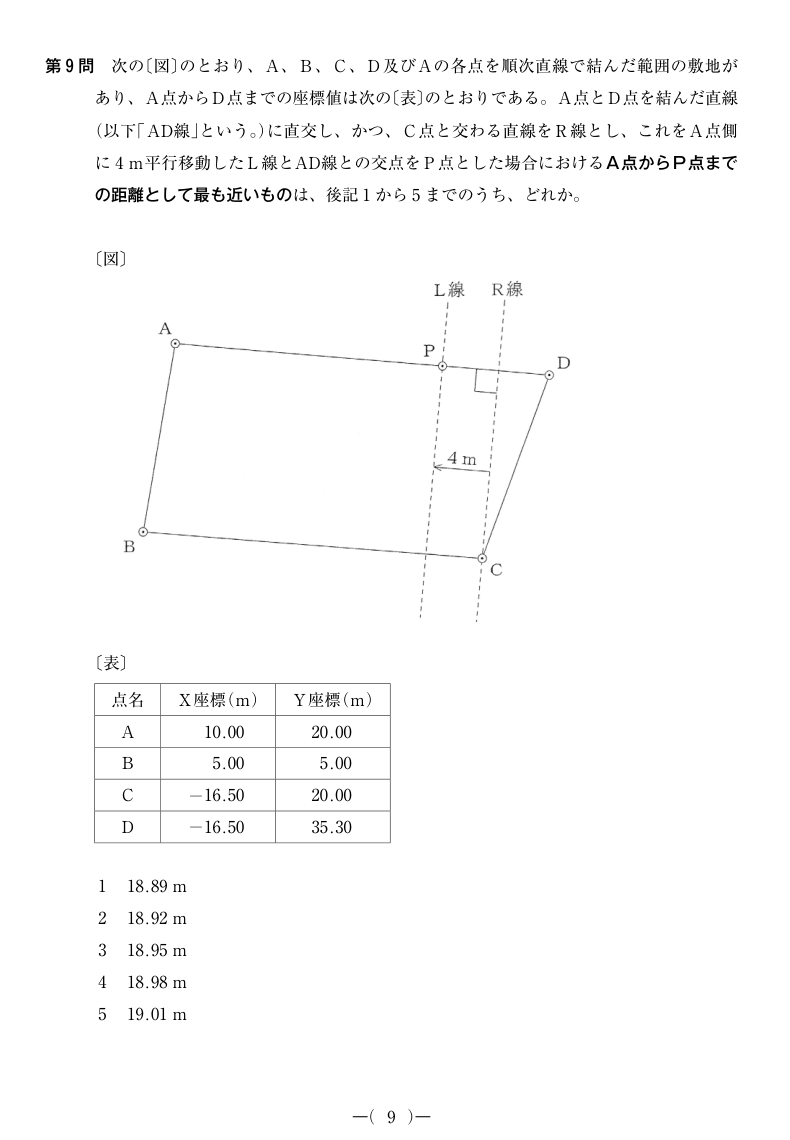 第9問　次の〔図〕のとおり、A、B、C、D及びAの各点を順次直線で結んだ範囲の敷地が
あり、A点からD点までの座標値は次の〔表〕のとおりである。A点とD点を結んだ直線
(以下「AD線」という。)に直交し、かつ、C点と交わる直線をR線とし、これをA点側
に4m平行移動したL線とAD線との交点をP点とした場合におけるA点からP点まで
の距離として最も近いものは、後記1から5までのうち、どれか。
〔図〕
L線　R線
A
P
D
4 m
B
C
〔表〕
点名　X座標(m)　Y座標(m)
A　10.00　20.00
B　5.00　5.00
C　−16.50　20.00
D　−16.50　35.30
1　18.89 m
2　18.92 m
3　18.95 m
4　18.98 m
5　19.01 m
―( 9 )―